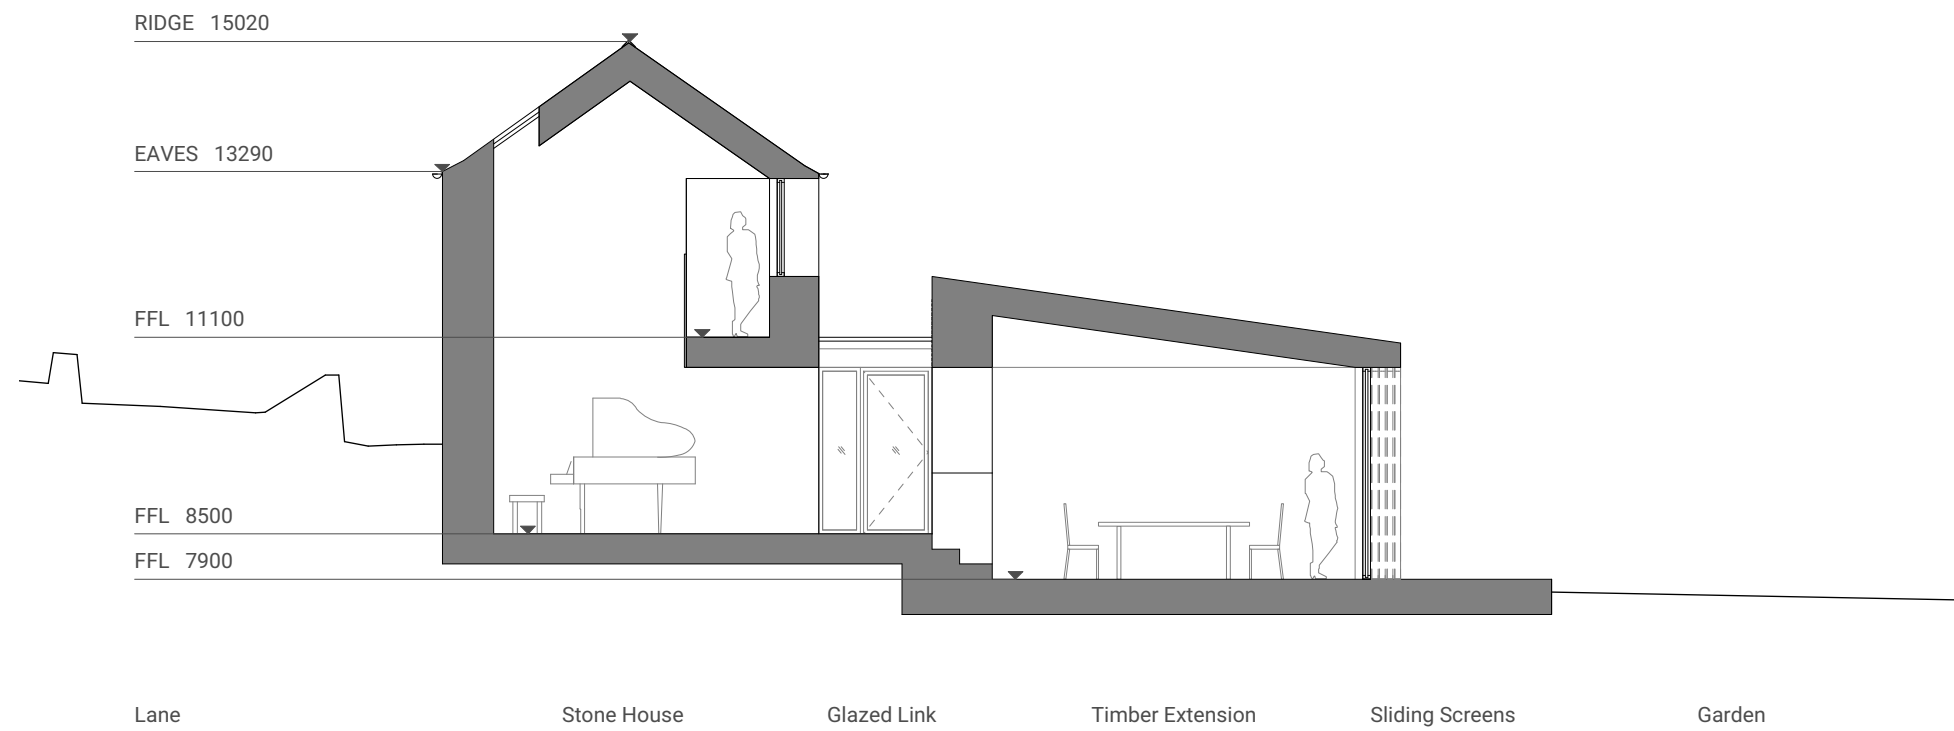 RIDGE 15020
EAVES 13290
FFL 11100
FFL 8500
FFL 7900
Lane Stone House Glazed Link Timber Extension Sliding Screens Garden